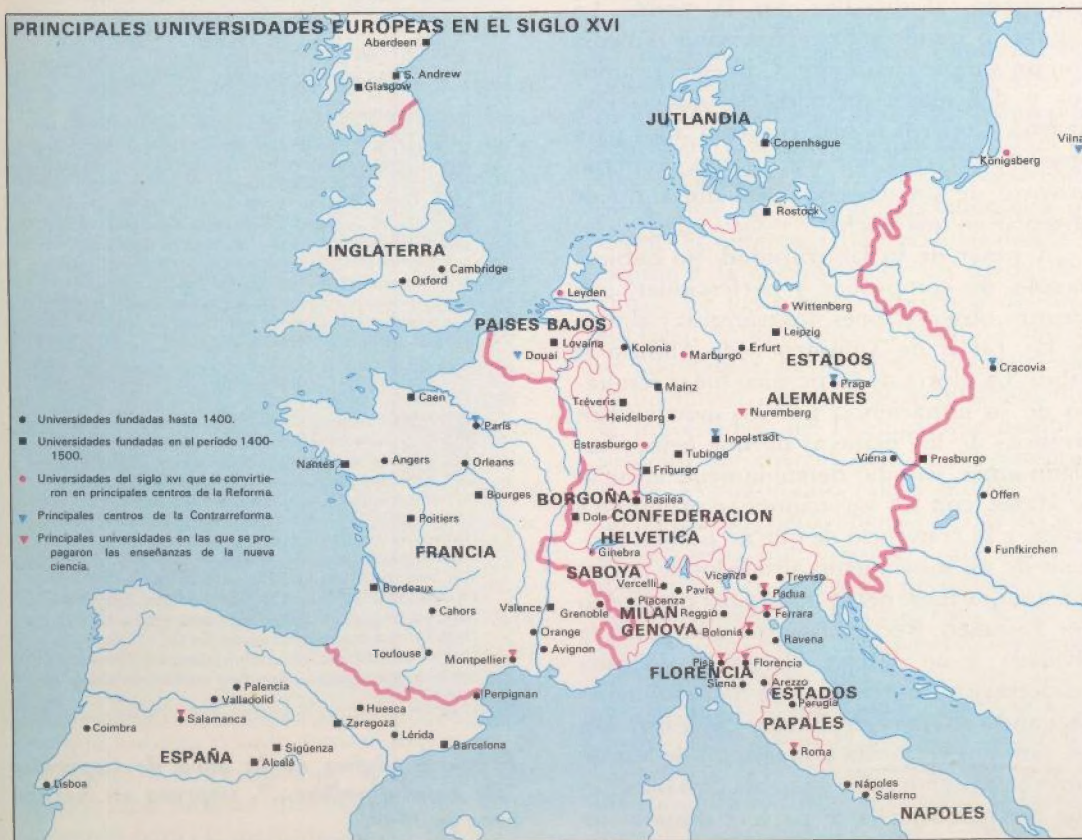 PRINCIPALES UNIVERSIDADES EUROPEAS EN EL SIGLO XVI
Aberdeen
S. Andrew
Glasgow
JUTLANDIA
Copenhague
Vilna
Königsberg
Rostock
INGLATERRA
Cambridge
Oxford
Leyden
Wittenberg
PAISES BAJOS
Leipzig
Lovaina
Kolonia
Erfurt
Douai
Marburgo
ESTADOS
Cracovia
Praga
Mainz
ALEMANES
Caen
Tréveris
Nuremberg
Heidelberg
París
Ingelstadt
Estrasburgo
Tubinga
Viena
Presburgo
Nantes
Angers
Orleans
Friburgo
Offen
Bourges
BORGOÑA
Basilea
Poitiers
Dole
CONFEDERACION
HELVETICA
FRANCIA
Ginebra
Funfkirchen
SABOYA
Vicenza
Treviso
Vercelli
Pavía
Padua
Bordeaux
Piacenza
Valence
Grenoble
MILAN
Reggio
Ferrara
Cahors
GENOVA
Bolonia
Orange
Ravena
Toulouse
Avignon
Montpellier
Pisa
Florencia
FLORENCIA
Siena
Arezzo
Perpignan
ESTADOS
Perugia
PAPALES
Palencia
Valladolid
Huesca
Salamanca
Zaragoza
Coimbra
Lérida
Barcelona
Sigüenza
ESPAÑA
Alcalá
Roma
Lisboa
Nápoles
Salerno
NAPOLES
Universidades fundadas hasta 1400.
Universidades fundadas en el período 1400-
1500.
Universidades del siglo XVI que se convirtie-
ron en principales centros de la Reforma.
Principales centros de la Contrarreforma.
Principales universidades en las que se pro-
pagaron las enseñanzas de la nueva
ciencia.